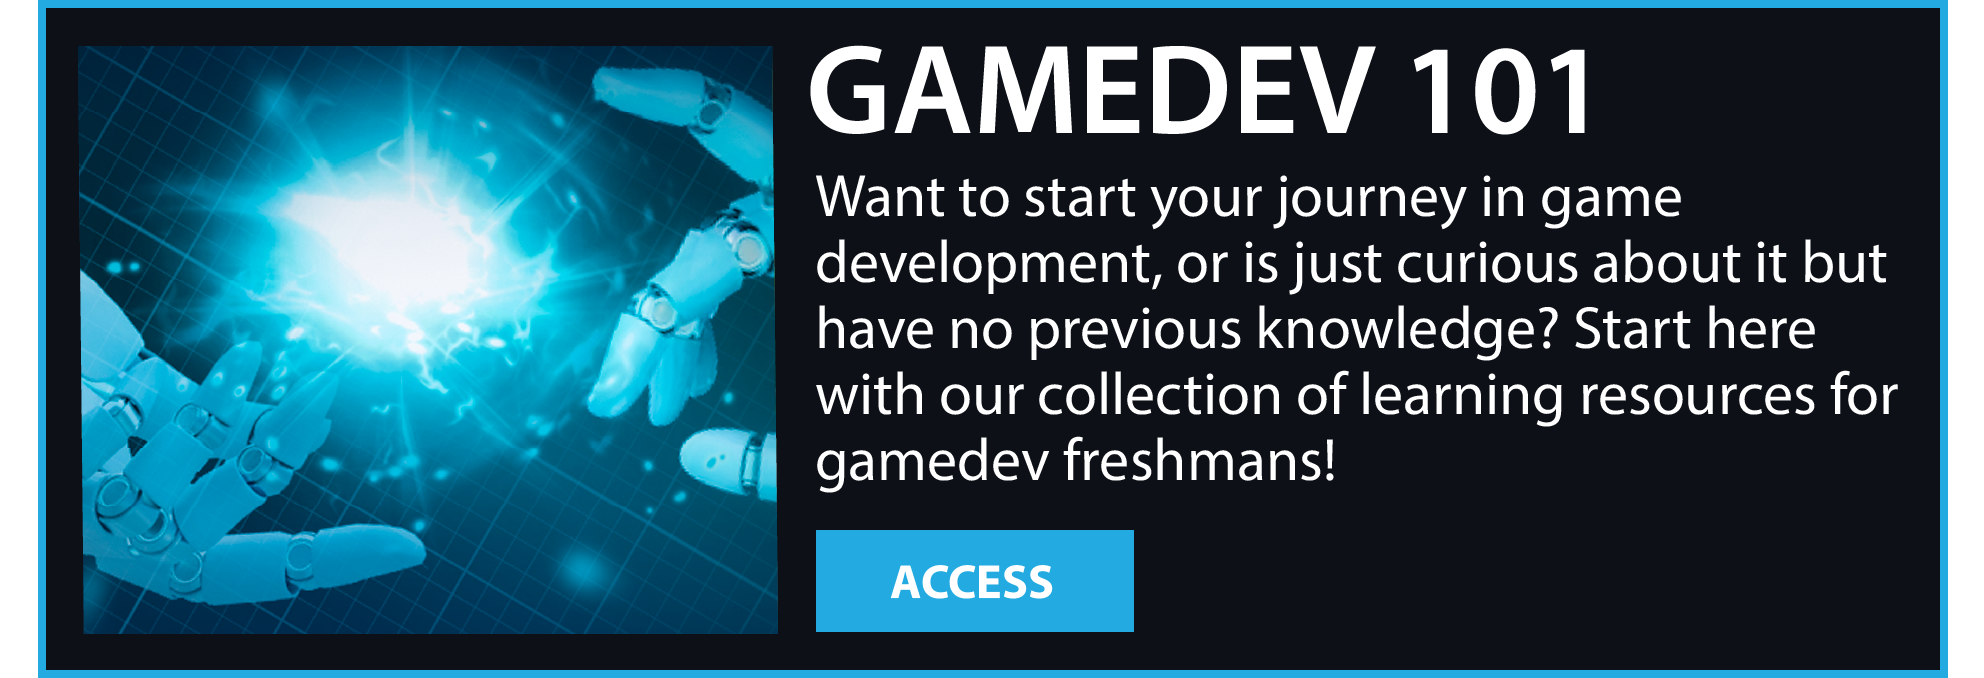 GAMEDEV 101
Want to start your journey in game
development, or is just curious about it but
have no previous knowledge? Start here
with our collection of learning resources for
gamedev freshmans!
ACCESS